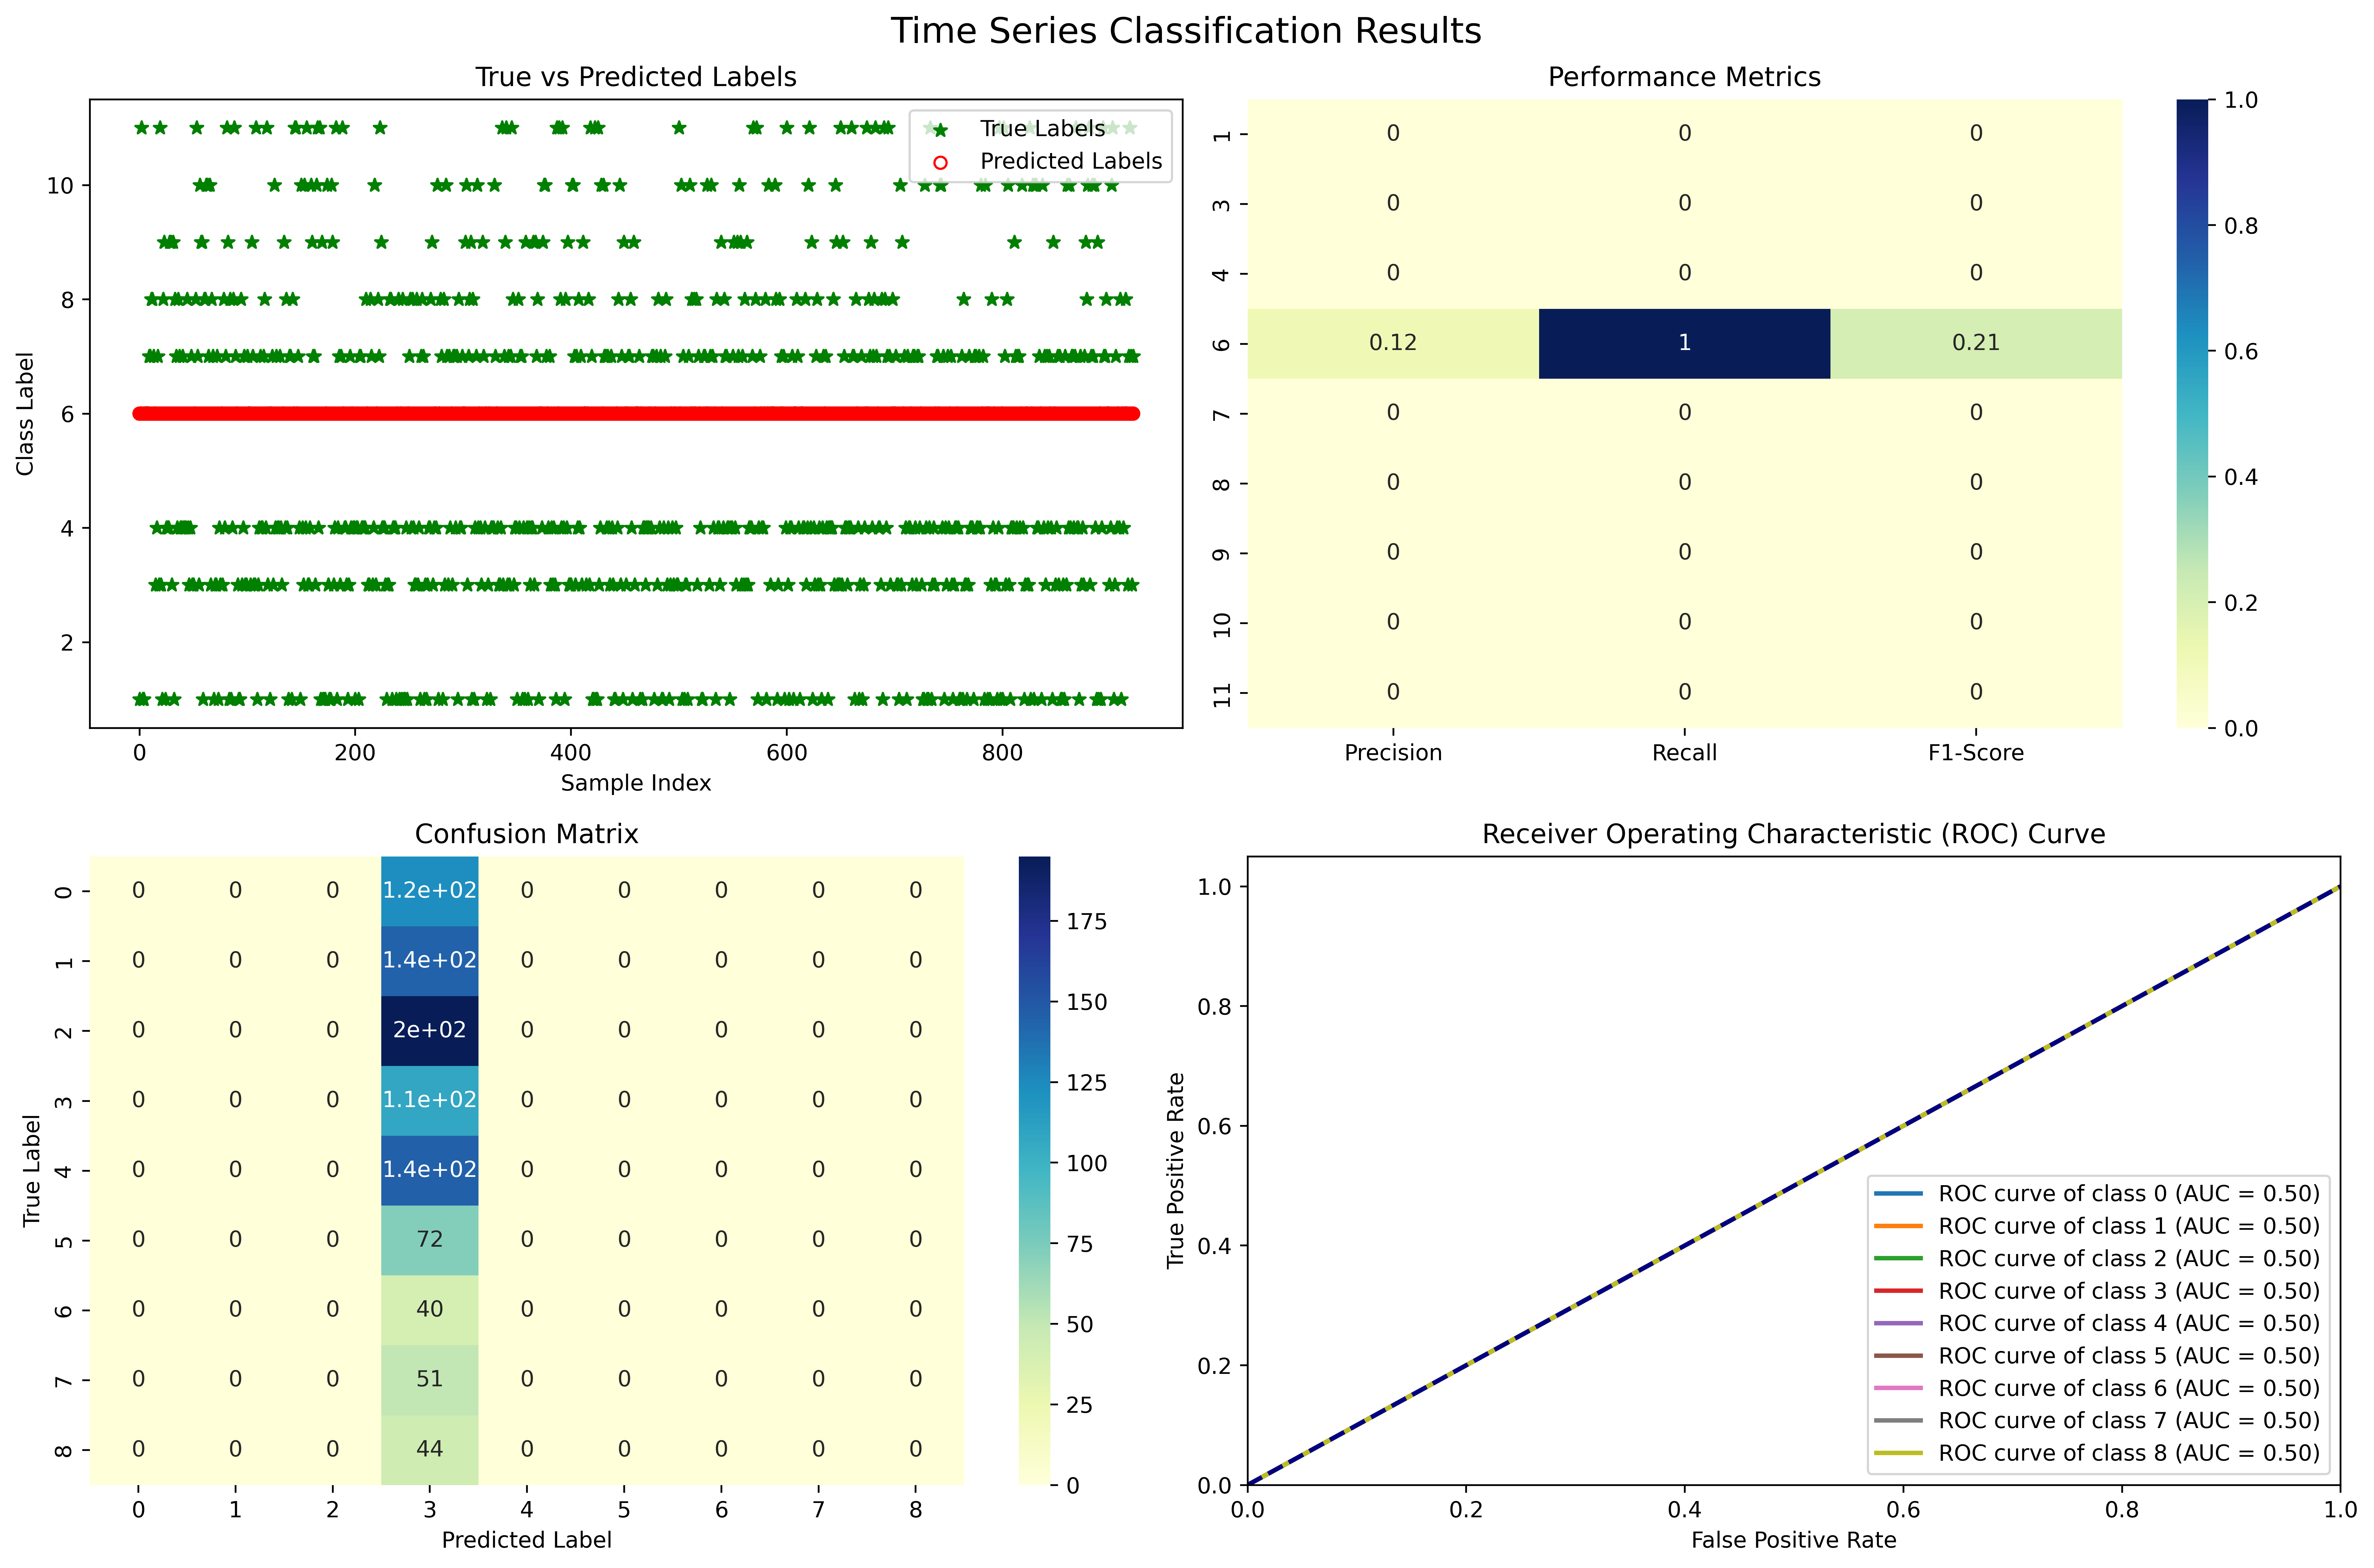 Time Series Classification Results
True vs Predicted Labels
True Labels
Predicted Labels
10
8
6
4
2
Class Label
0 200 400 600 800
Sample Index
Performance Metrics
1 0 0 0
3 0 0 0
4 0 0 0
6 0.12 1 0.21
7 0 0 0
8 0 0 0
9 0 0 0
10 0 0 0
11 0 0 0
Precision Recall F1-Score
1.0
0.8
0.6
0.4
0.2
0.0
Confusion Matrix
True Label
0 0 0 0 1.2e+02 0 0 0 0 0
1 0 0 0 1.4e+02 0 0 0 0 0
2 0 0 0 2e+02 0 0 0 0 0
3 0 0 0 1.1e+02 0 0 0 0 0
4 0 0 0 1.4e+02 0 0 0 0 0
5 0 0 0 72 0 0 0 0 0
6 0 0 0 40 0 0 0 0 0
7 0 0 0 51 0 0 0 0 0
8 0 0 0 44 0 0 0 0 0
0 1 2 3 4 5 6 7 8
Predicted Label
175
150
125
100
75
50
25
0
Receiver Operating Characteristic (ROC) Curve
True Positive Rate
1.0
0.8
0.6
0.4
0.2
0.0
ROC curve of class 0 (AUC = 0.50)
ROC curve of class 1 (AUC = 0.50)
ROC curve of class 2 (AUC = 0.50)
ROC curve of class 3 (AUC = 0.50)
ROC curve of class 4 (AUC = 0.50)
ROC curve of class 5 (AUC = 0.50)
ROC curve of class 6 (AUC = 0.50)
ROC curve of class 7 (AUC = 0.50)
ROC curve of class 8 (AUC = 0.50)
0.0 0.2 0.4 0.6 0.8 1.0
False Positive Rate